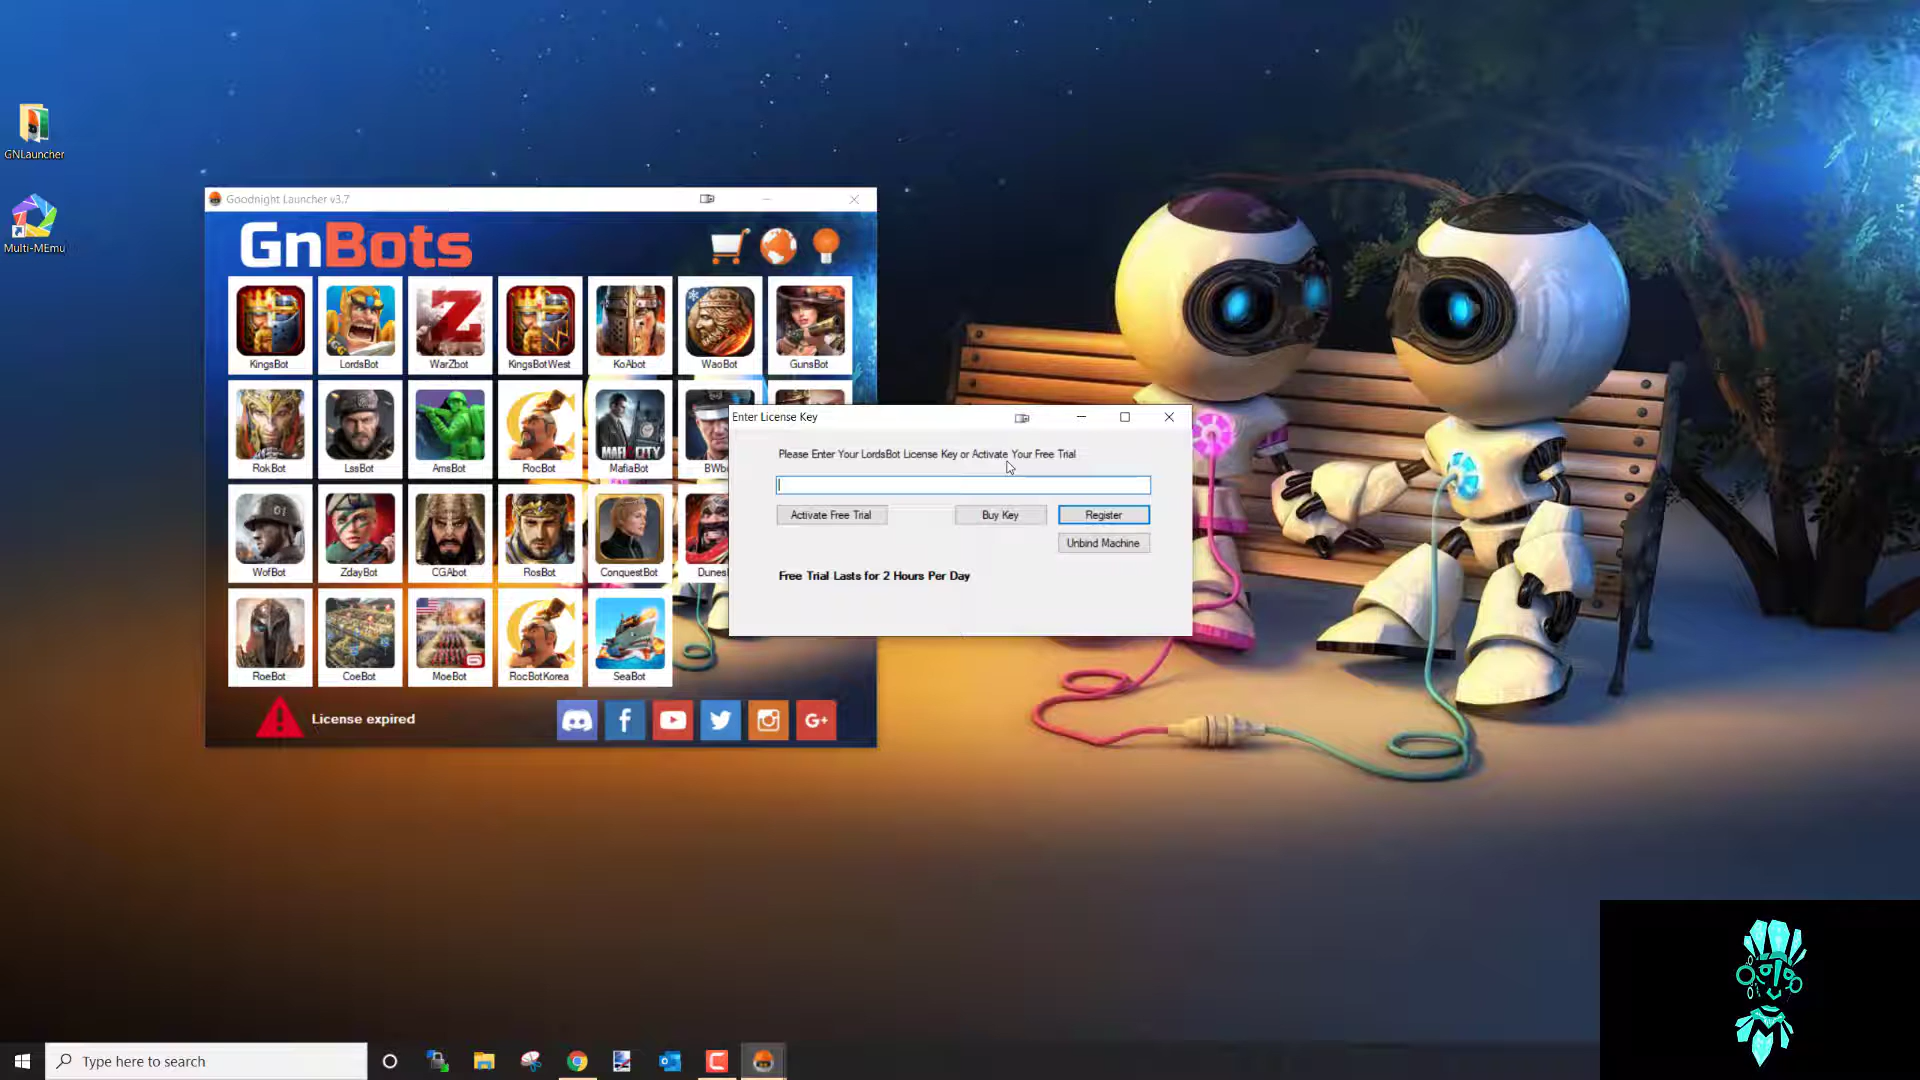 GNLauncher
Multi-MEmu
Goodnight Launcher v3.7
GnBots
KingsBot
LordsBot
WarZbot
KingsBotWest
KoAbot
WaoBot
GunsBot
RokBot
LssBot
AmsBot
RocBot
MAFIA CITY
MafiaBot
WofBot
ZdayBot
CGAbot
RosBot
ConquestBot
RoeBot
CoeBot
MoeBot
RocBotKorea
SeaBot
License expired
Enter License Key
Please Enter Your LordsBot License Key or Activate Your Free Trial
Activate Free Trial
Buy Key
Register
Unbind Machine
Free Trial Lasts for 2 Hours Per Day
Type here to search